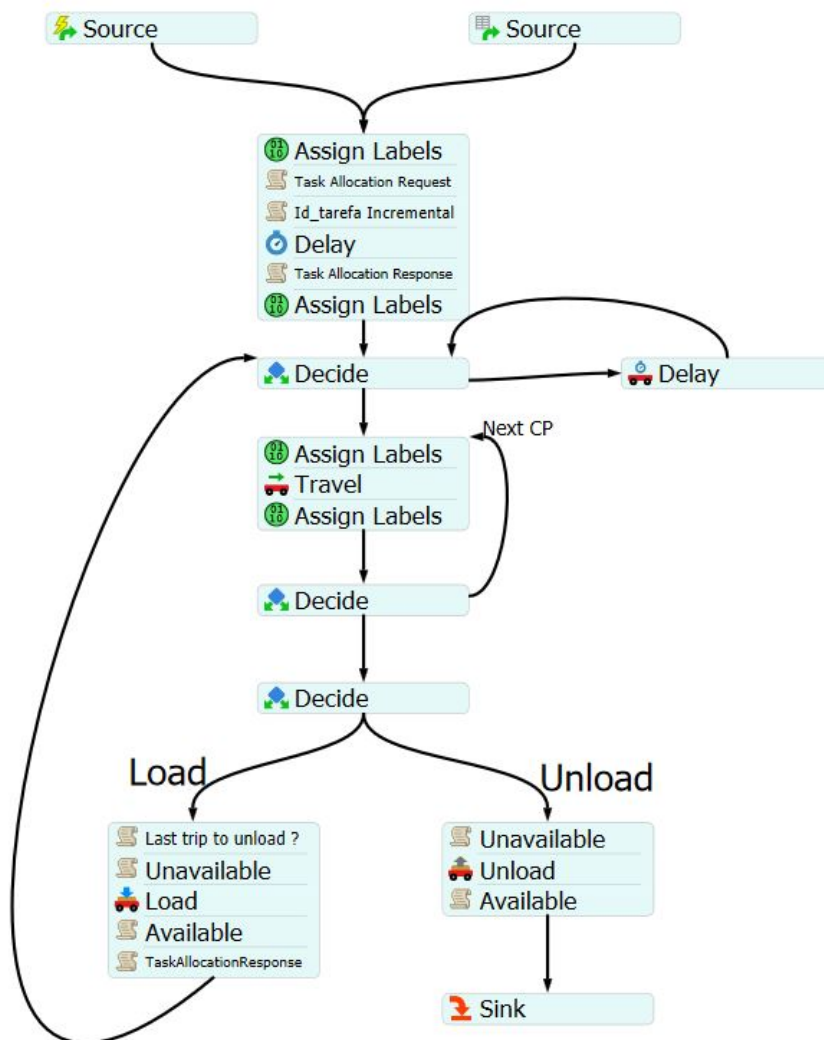 Source
Source
Assign Labels
Task Allocation Request
Id_tarefa Incremental
Delay
Task Allocation Response
Assign Labels
Decide
Delay
Next CP
Assign Labels
Travel
Assign Labels
Decide
Decide
Load
Unload
Last trip to unload ?
Unavailable
Load
Available
TaskAllocationResponse
Unavailable
Unload
Available
Sink